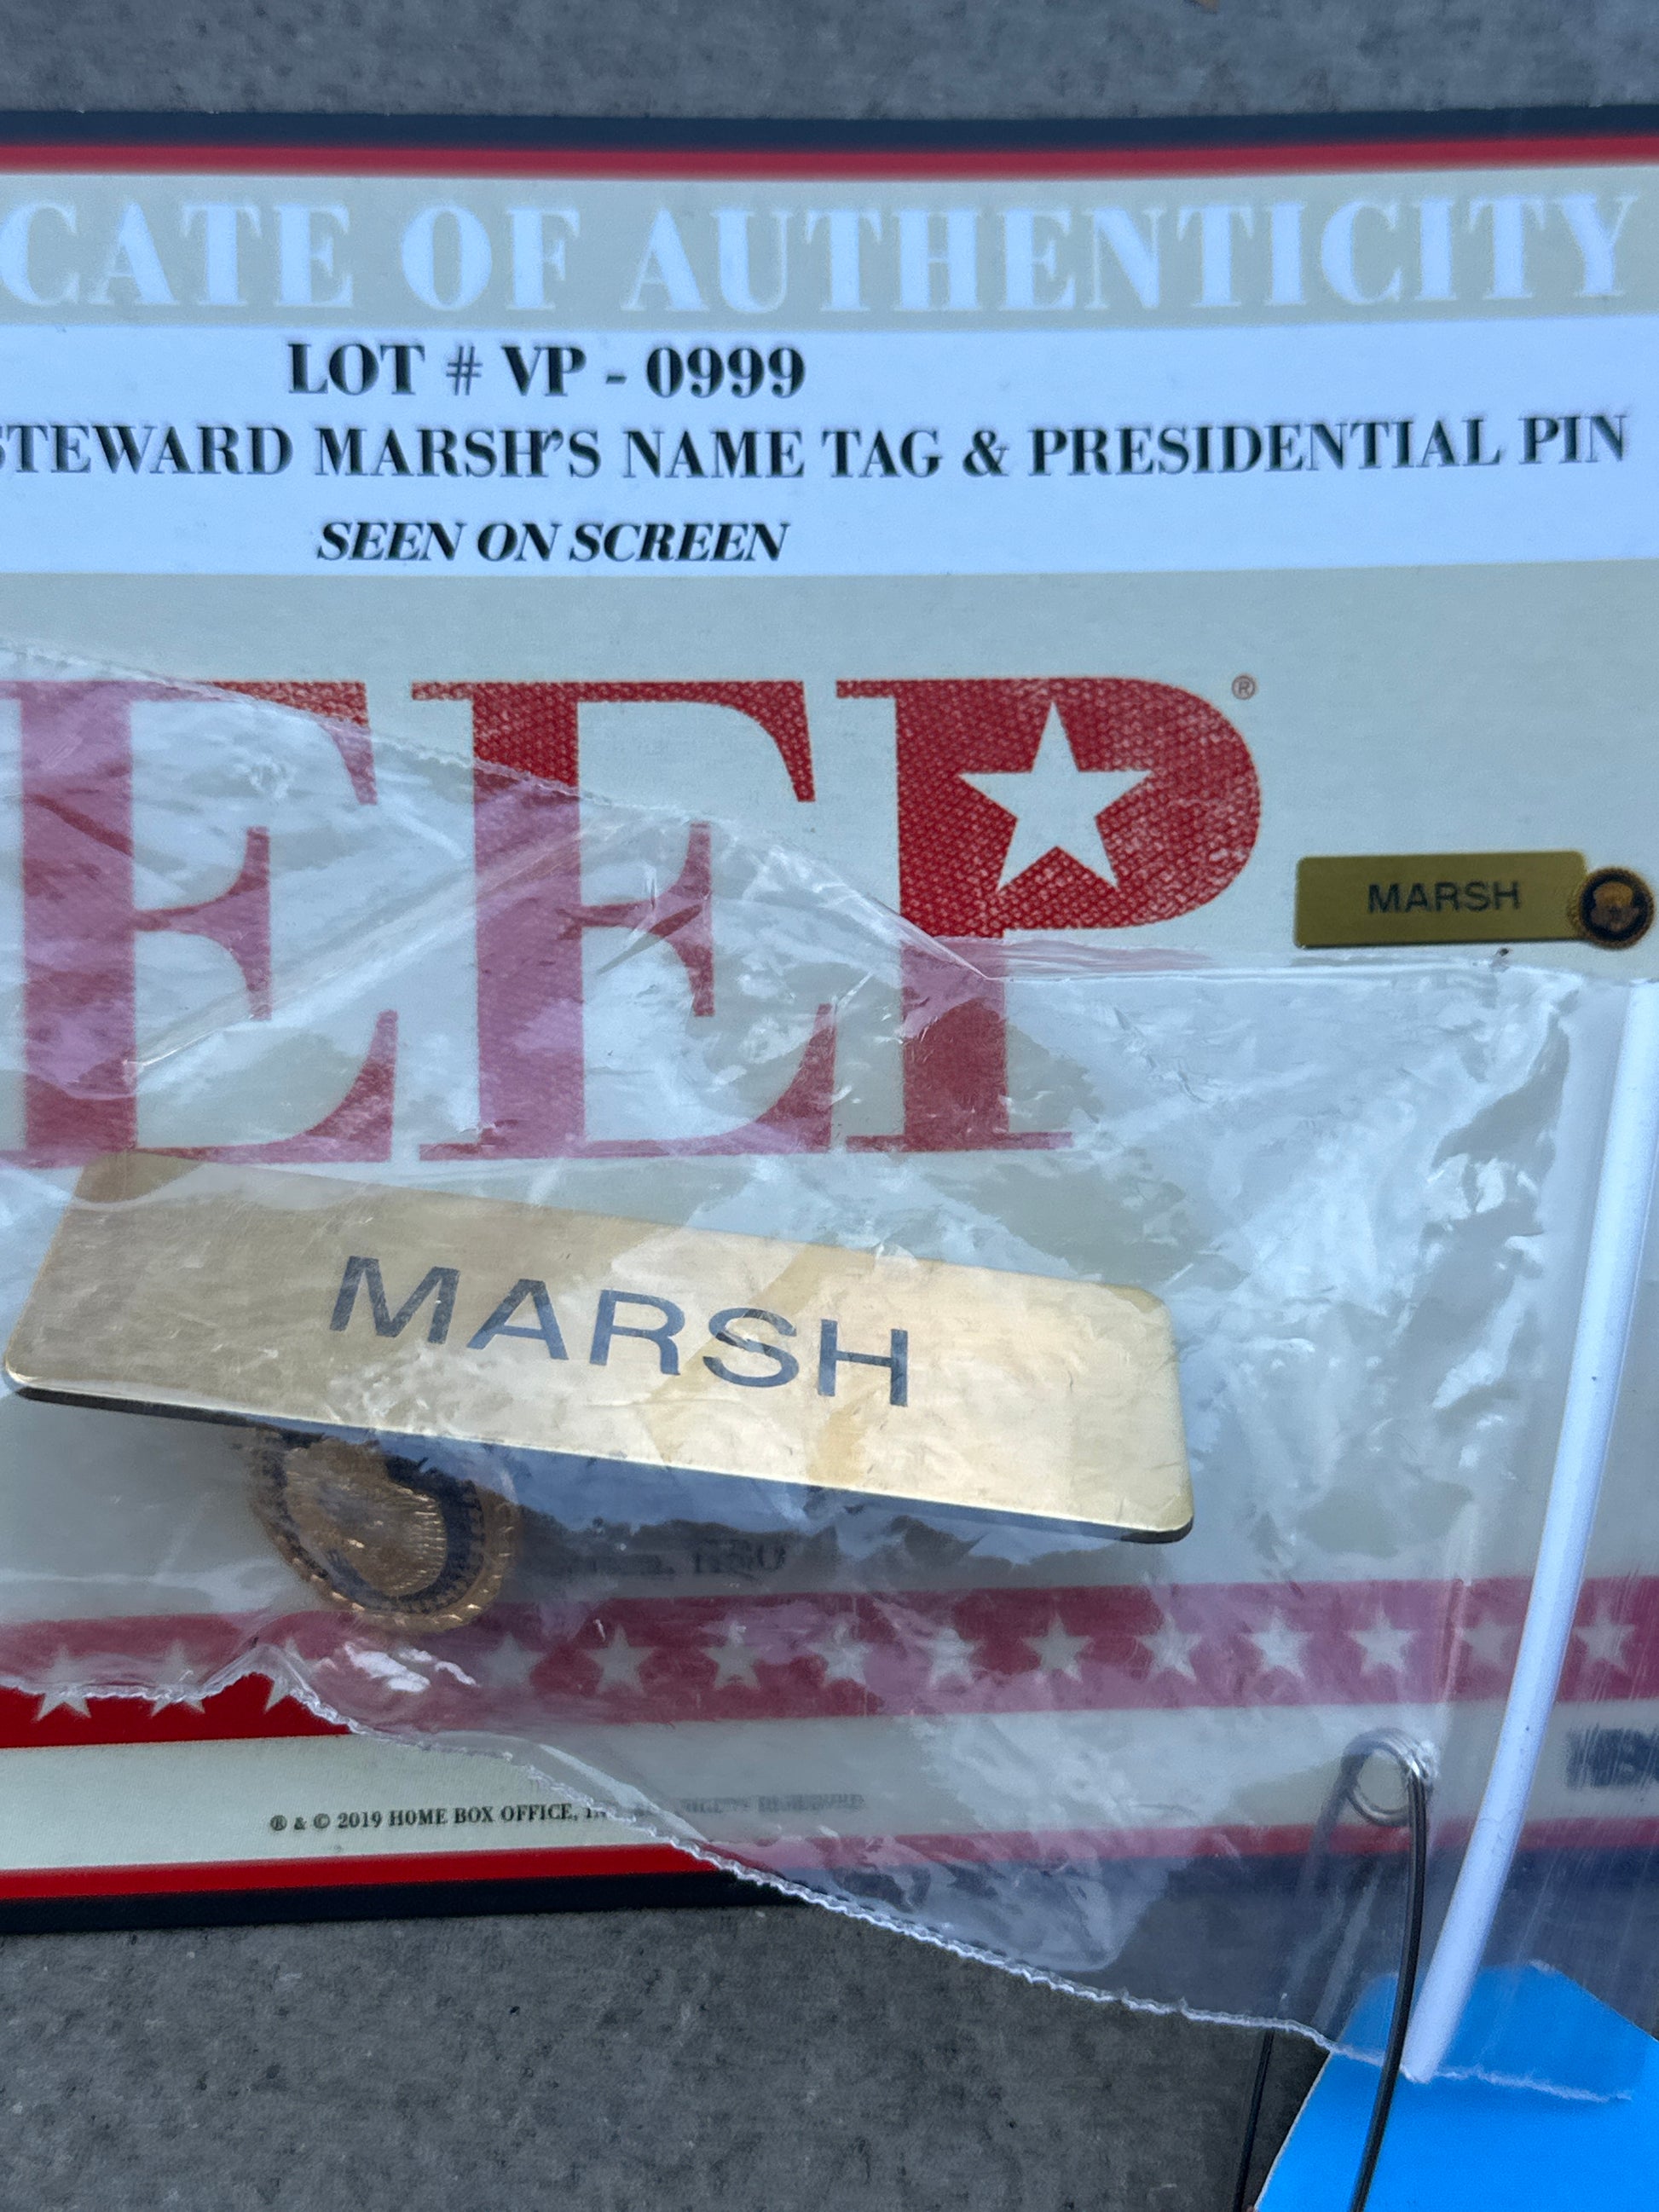 CATE OF AUTHENTICITY
LOT # VP - 0999
STEWARD MARSH'S NAME TAG & PRESIDENTIAL PIN
SEEN ON SCREEN
EEP®
MARSH
MARSH
HBO
® & © 2019 HOME BOX OFFICE,